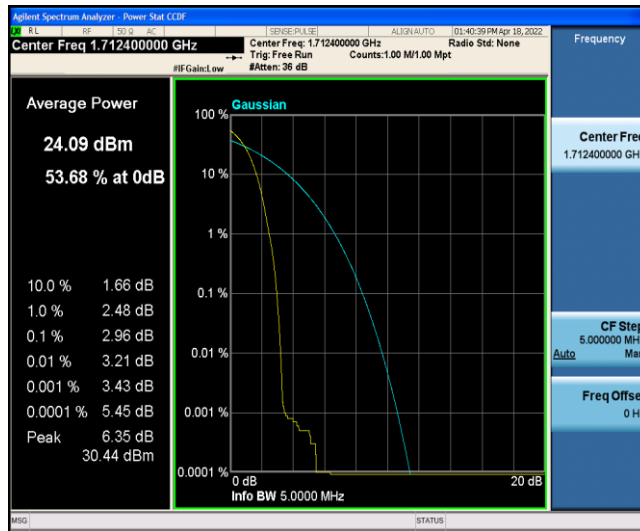 Agilent Spectrum Analyzer - Power Stat CCDF
RL RF 50 Ω AC SENSE:PULSE ALIGN AUTO 01:40:39 PM Apr 18, 2022
Center Freq 1.712400000 GHz
Center Freq: 1.712400000 GHz Radio Std: None
Trig: Free Run Counts:1.00 M/1.00 Mpt
#IFGain:Low #Atten: 36 dB
Frequency
Average Power
24.09 dBm
53.68 % at 0dB
10.0 % 1.66 dB
1.0 % 2.48 dB
0.1 % 2.96 dB
0.01 % 3.21 dB
0.001 % 3.43 dB
0.0001 % 5.45 dB
Peak 6.35 dB
30.44 dBm
Gaussian
100 %
10 %
1 %
0.1 %
0.01 %
0.001 %
0.0001 %
0 dB 20 dB
Info BW 5.0000 MHz
Center Fre
1.712400000 GH
CF Step
5.000000 MH
Auto Ma
Freq Offse
0 H
MSG STATUS